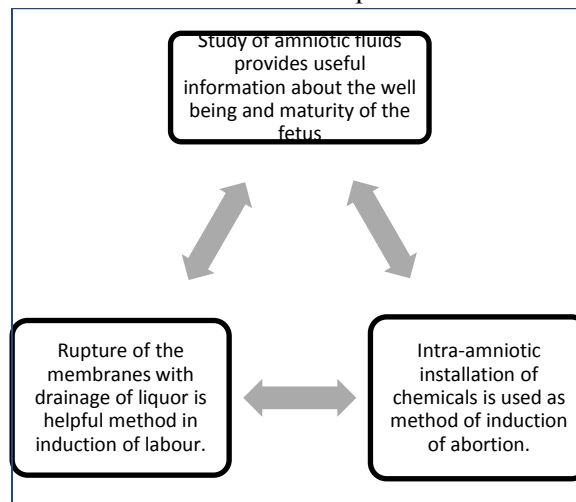 Study of amniotic fluids
provides useful
information about the well
being and maturity of the
fetus
Rupture of the
membranes with
drainage of liquor is
helpful method in
induction of labour.
Intra-amniotic
installation of
chemicals is used as
method of induction
of abortion.